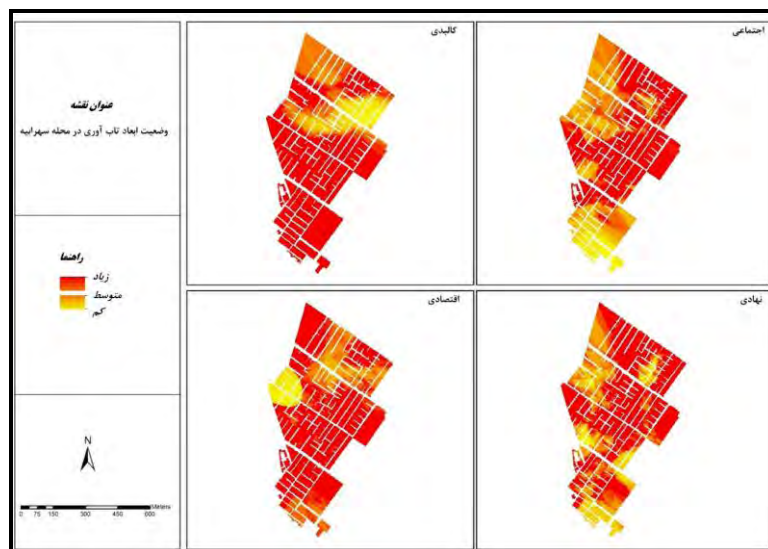 عنوان نقشه
وضعیت ابعاد تاب آوری در محله سهرابیه
راهنما
زیاد
متوسط
کم
N
Meters
0 75 150 300 450 600
کالبدی
اجتماعی
اقتصادی
نهادی